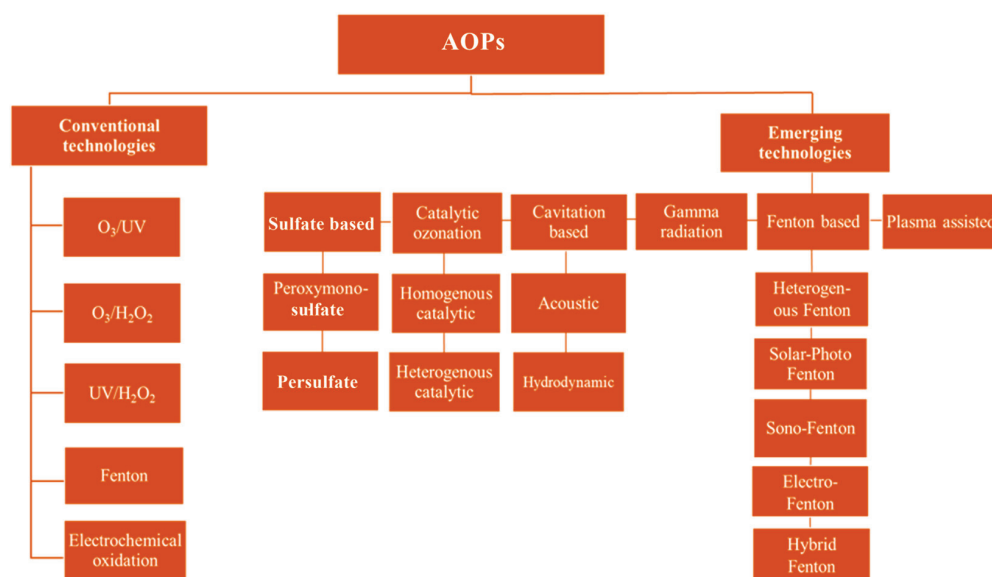 AOPs
Conventional
technologies
O₃/UV
O₃/H₂O₂
UV/H₂O₂
Fenton
Electrochemical
oxidation
Emerging
technologies
Sulfate based
Peroxymono-
sulfate
Persulfate
Catalytic
ozonation
Homogenous
catalytic
Heterogenous
catalytic
Cavitation
based
Acoustic
Hydrodynamic
Gamma
radiation
Fenton based
Heterogen-
ous Fenton
Solar-Photo
Fenton
Sono-Fenton
Electro-
Fenton
Hybrid
Fenton
Plasma assisted